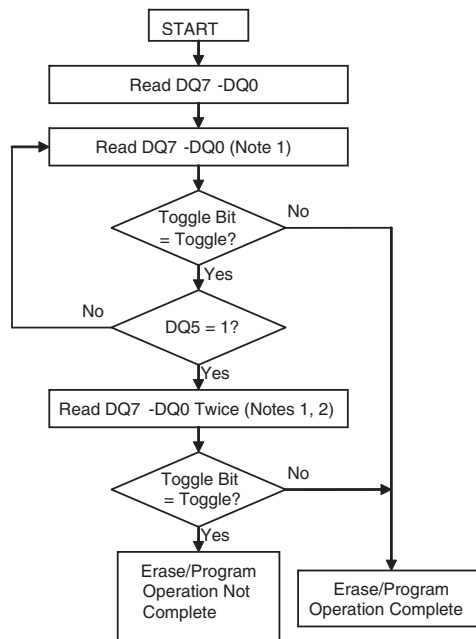 START
Read DQ7 -DQ0
Read DQ7 -DQ0 (Note 1)
Toggle Bit
= Toggle?
No
Yes
No
DQ5 = 1?
Yes
Read DQ7 -DQ0 Twice (Notes 1, 2)
Toggle Bit
= Toggle?
No
Yes
Erase/Program
Operation Not
Complete
Erase/Program
Operation Complete